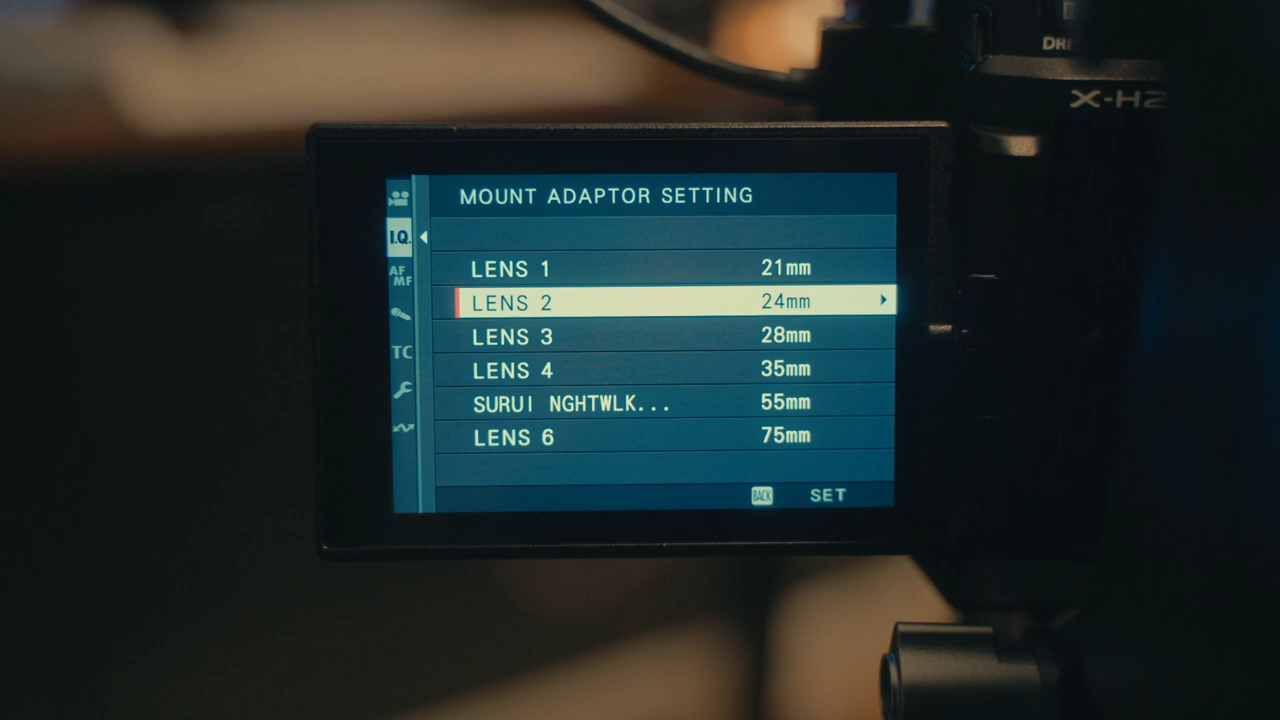 DRI
X-H2
MOUNT ADAPTOR SETTING
I.Q.
AF
MF
TC
LENS 1 21mm
LENS 2 24mm
LENS 3 28mm
LENS 4 35mm
SURUI NGHTWLK... 55mm
LENS 6 75mm
BACK SET